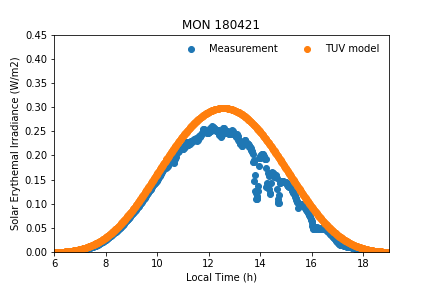 MON 180421
Measurement TUV model
Solar Erythemal Irradiance (W/m2)
0.45
0.40
0.35
0.30
0.25
0.20
0.15
0.10
0.05
0.00
6 8 10 12 14 16 18
Local Time (h)